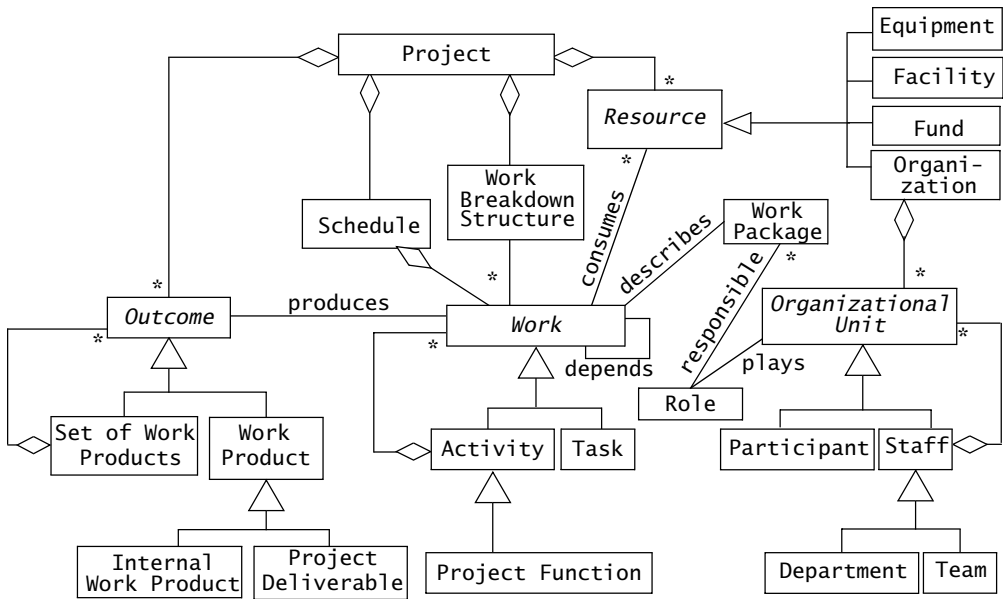 Equipment
Project
Facility
*
Resource
Fund
*
Organi-
zation
Work
Breakdown
Structure
Work
Package
Schedule
consumes
describes
*
*
*
*
responsible
produces
Outcome
*
Work
*
Organizational
Unit
*
depends
plays
Role
Set of Work
Products
Work
Product
Activity
Task
Participant
Staff
Internal
Work Product
Project
Deliverable
Project Function
Department
Team